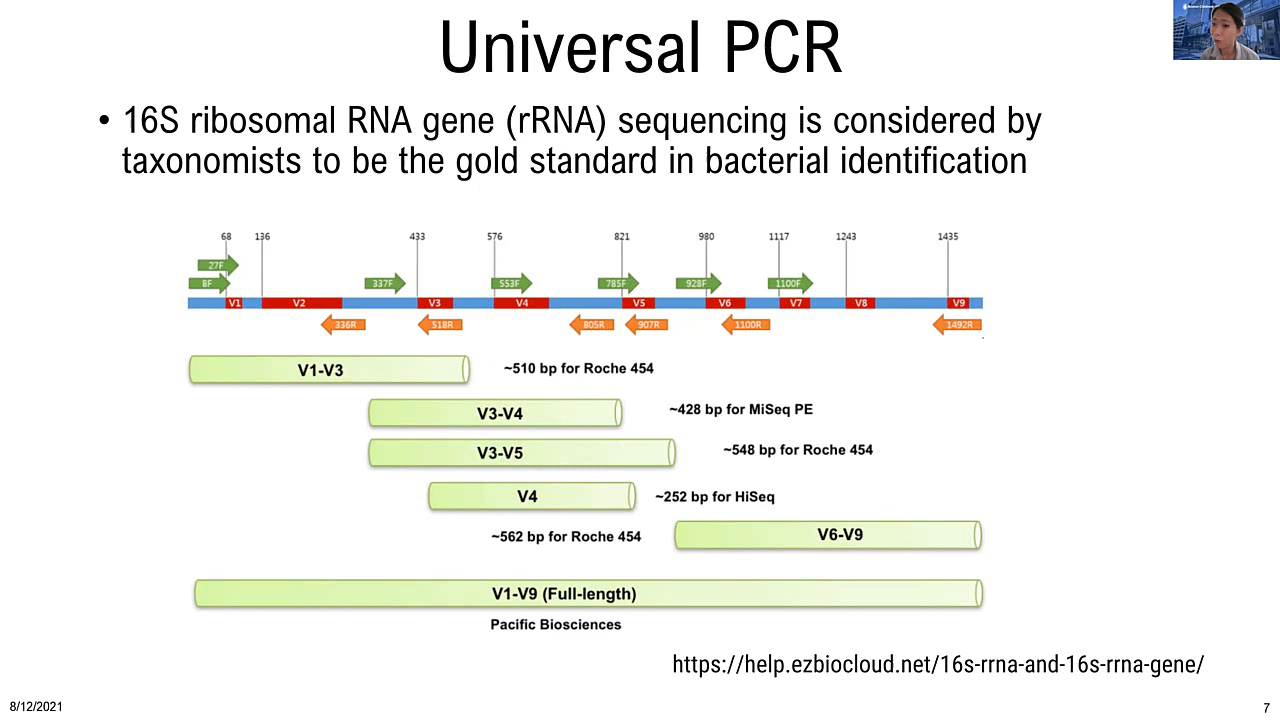 Universal PCR
• 16S ribosomal RNA gene (rRNA) sequencing is considered by
taxonomists to be the gold standard in bacterial identification
68 136 433 576 821 980 1117 1243 1435
27F
8F 337F 553F 785F 928F 1100F
V1 V2 V3 V4 V5 V6 V7 V8 V9
336R 518R 805R 907R 1100R 1492R
V1-V3 ~510 bp for Roche 454
V3-V4 ~428 bp for MiSeq PE
V3-V5 ~548 bp for Roche 454
V4 ~252 bp for HiSeq
~562 bp for Roche 454 V6-V9
V1-V9 (Full-length)
Pacific Biosciences
https://help.ezbiocloud.net/16s-rrna-and-16s-rrna-gene/
8/12/2021 7